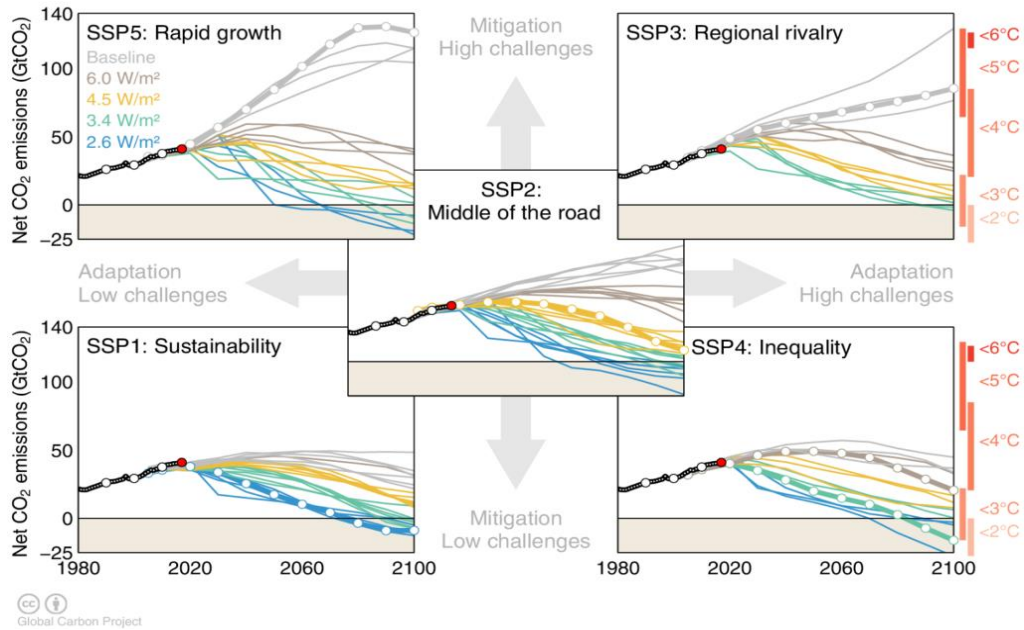 Net CO₂ emissions (GtCO₂)
140
100
50
0
−25
SSP5: Rapid growth
Baseline
6.0 W/m²
4.5 W/m²
3.4 W/m²
2.6 W/m²
Mitigation
High challenges
SSP3: Regional rivalry
<6°C
<5°C
<4°C
<3°C
<2°C
SSP2:
Middle of the road
Adaptation
Low challenges
Adaptation
High challenges
Net CO₂ emissions (GtCO₂)
140
100
50
0
−25
SSP1: Sustainability
SSP4: Inequality
<6°C
<5°C
<4°C
<3°C
<2°C
Mitigation
Low challenges
1980 2020 2060 2100
1980 2020 2060 2100
cc
Global Carbon Project